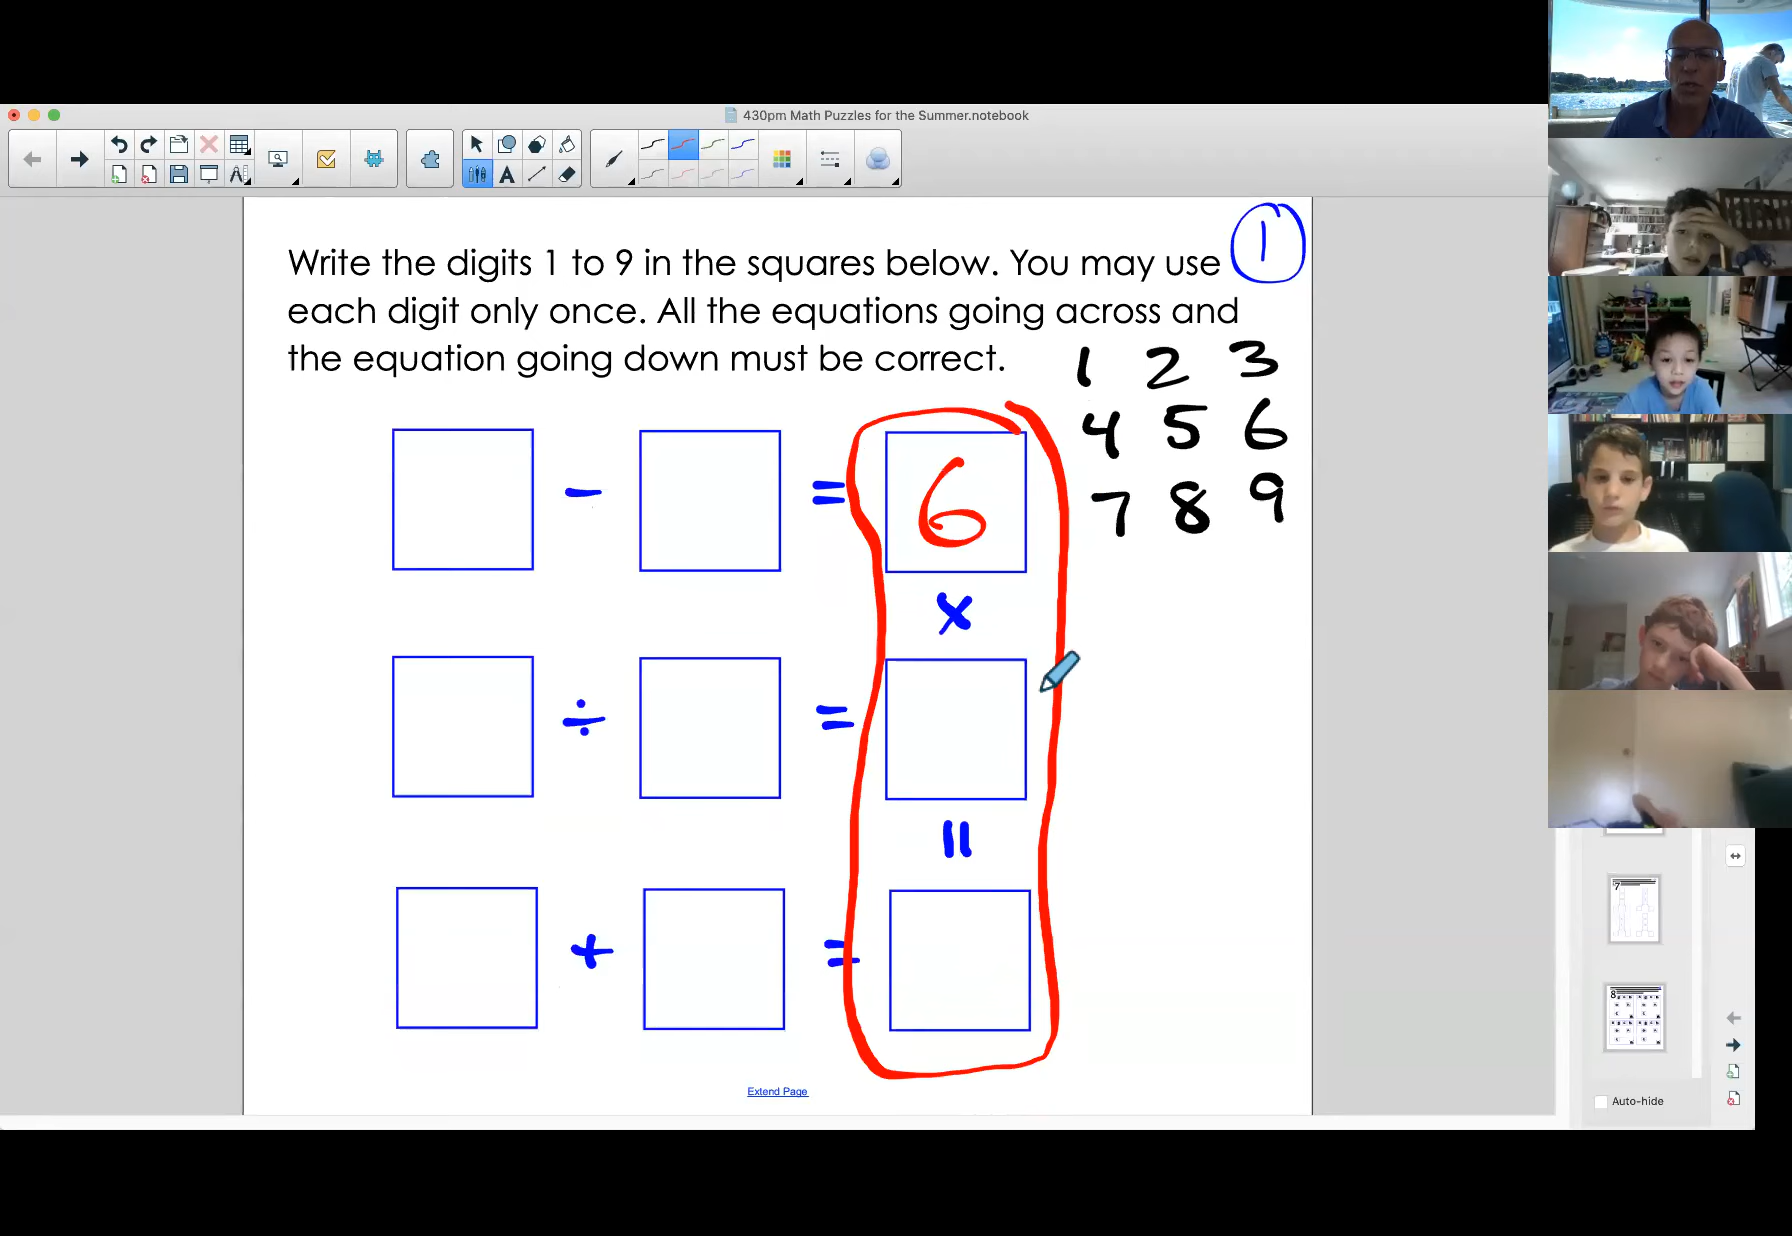 430pm Math Puzzles for the Summer.notebook
A
A
1
Write the digits 1 to 9 in the squares below. You may use
each digit only once. All the equations going across and
the equation going down must be correct.
1 2 3
4 5 6
7 8 9
- = 6
x
÷ =
=
+ =
Extend Page
7
8
Auto-hide